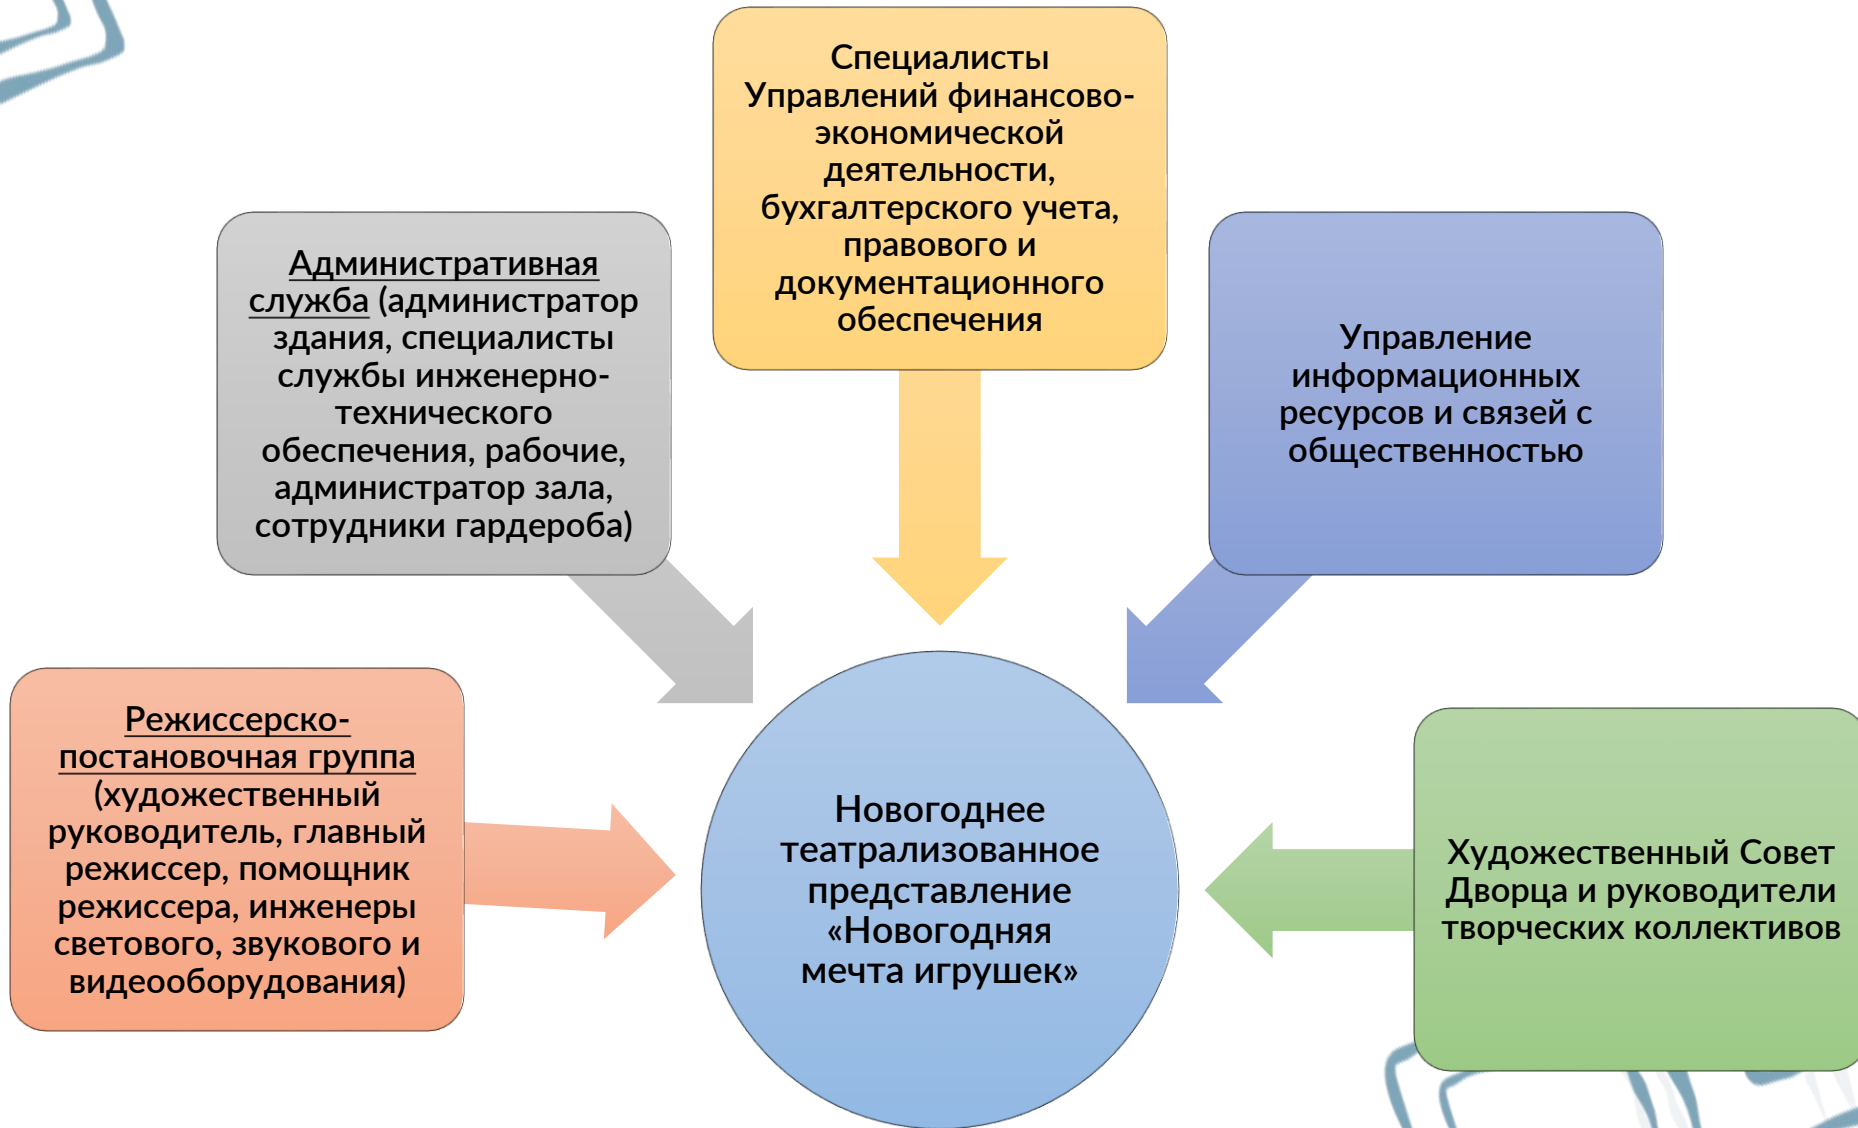 Специалисты
Управлений финансово-
экономической
деятельности,
бухгалтерского учета,
правового и
документационного
обеспечения
Административная
служба (администратор
здания, специалисты
службы инженерно-
технического
обеспечения, рабочие,
администратор зала,
сотрудники гардероба)
Управление
информационных
ресурсов и связей с
общественностью
Режиссерско-
постановочная группа
(художественный
руководитель, главный
режиссер, помощник
режиссера, инженеры
светового, звукового и
видеооборудования)
Новогоднее
театрализованное
представление
«Новогодняя
мечта игрушек»
Художественный Совет
Дворца и руководители
творческих коллективов